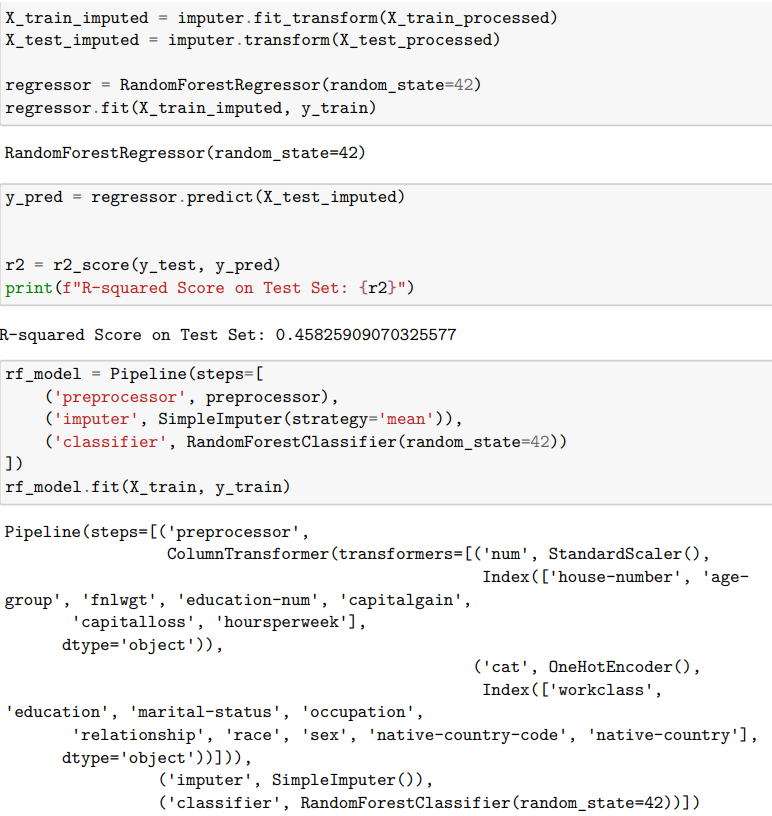 X_train_imputed = imputer.fit_transform(X_train_processed)
X_test_imputed = imputer.transform(X_test_processed)
regressor = RandomForestRegressor(random_state=42)
regressor.fit(X_train_imputed, y_train)
RandomForestRegressor(random_state=42)
y_pred = regressor.predict(X_test_imputed)
r2 = r2_score(y_test, y_pred)
print(f"R-squared Score on Test Set: {r2}")
R-squared Score on Test Set: 0.45825909070325577
rf_model = Pipeline(steps=[
    ('preprocessor', preprocessor),
    ('imputer', SimpleImputer(strategy='mean')),
    ('classifier', RandomForestClassifier(random_state=42))
])
rf_model.fit(X_train, y_train)
Pipeline(steps=[('preprocessor',
                 ColumnTransformer(transformers=[('num', StandardScaler(),
                                                  Index(['house-number', 'age-
group', 'fnlwgt', 'education-num', 'capitalgain',
       'capitalloss', 'hoursperweek'],
      dtype='object')),
                                                 ('cat', OneHotEncoder(),
                                                  Index(['workclass',
'education', 'marital-status', 'occupation',
       'relationship', 'race', 'sex', 'native-country-code', 'native-country'],
      dtype='object'))])),
                ('imputer', SimpleImputer()),
                ('classifier', RandomForestClassifier(random_state=42))])